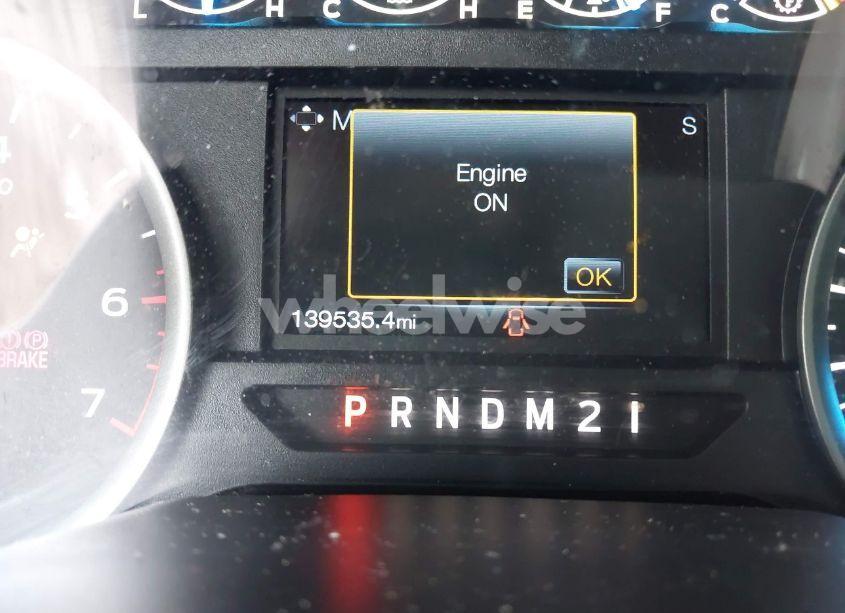 L H C H E F C
M S
Engine
ON
OK
6
139535.4mi
wheelwise
BRAKE
7
P R N D M 2 1